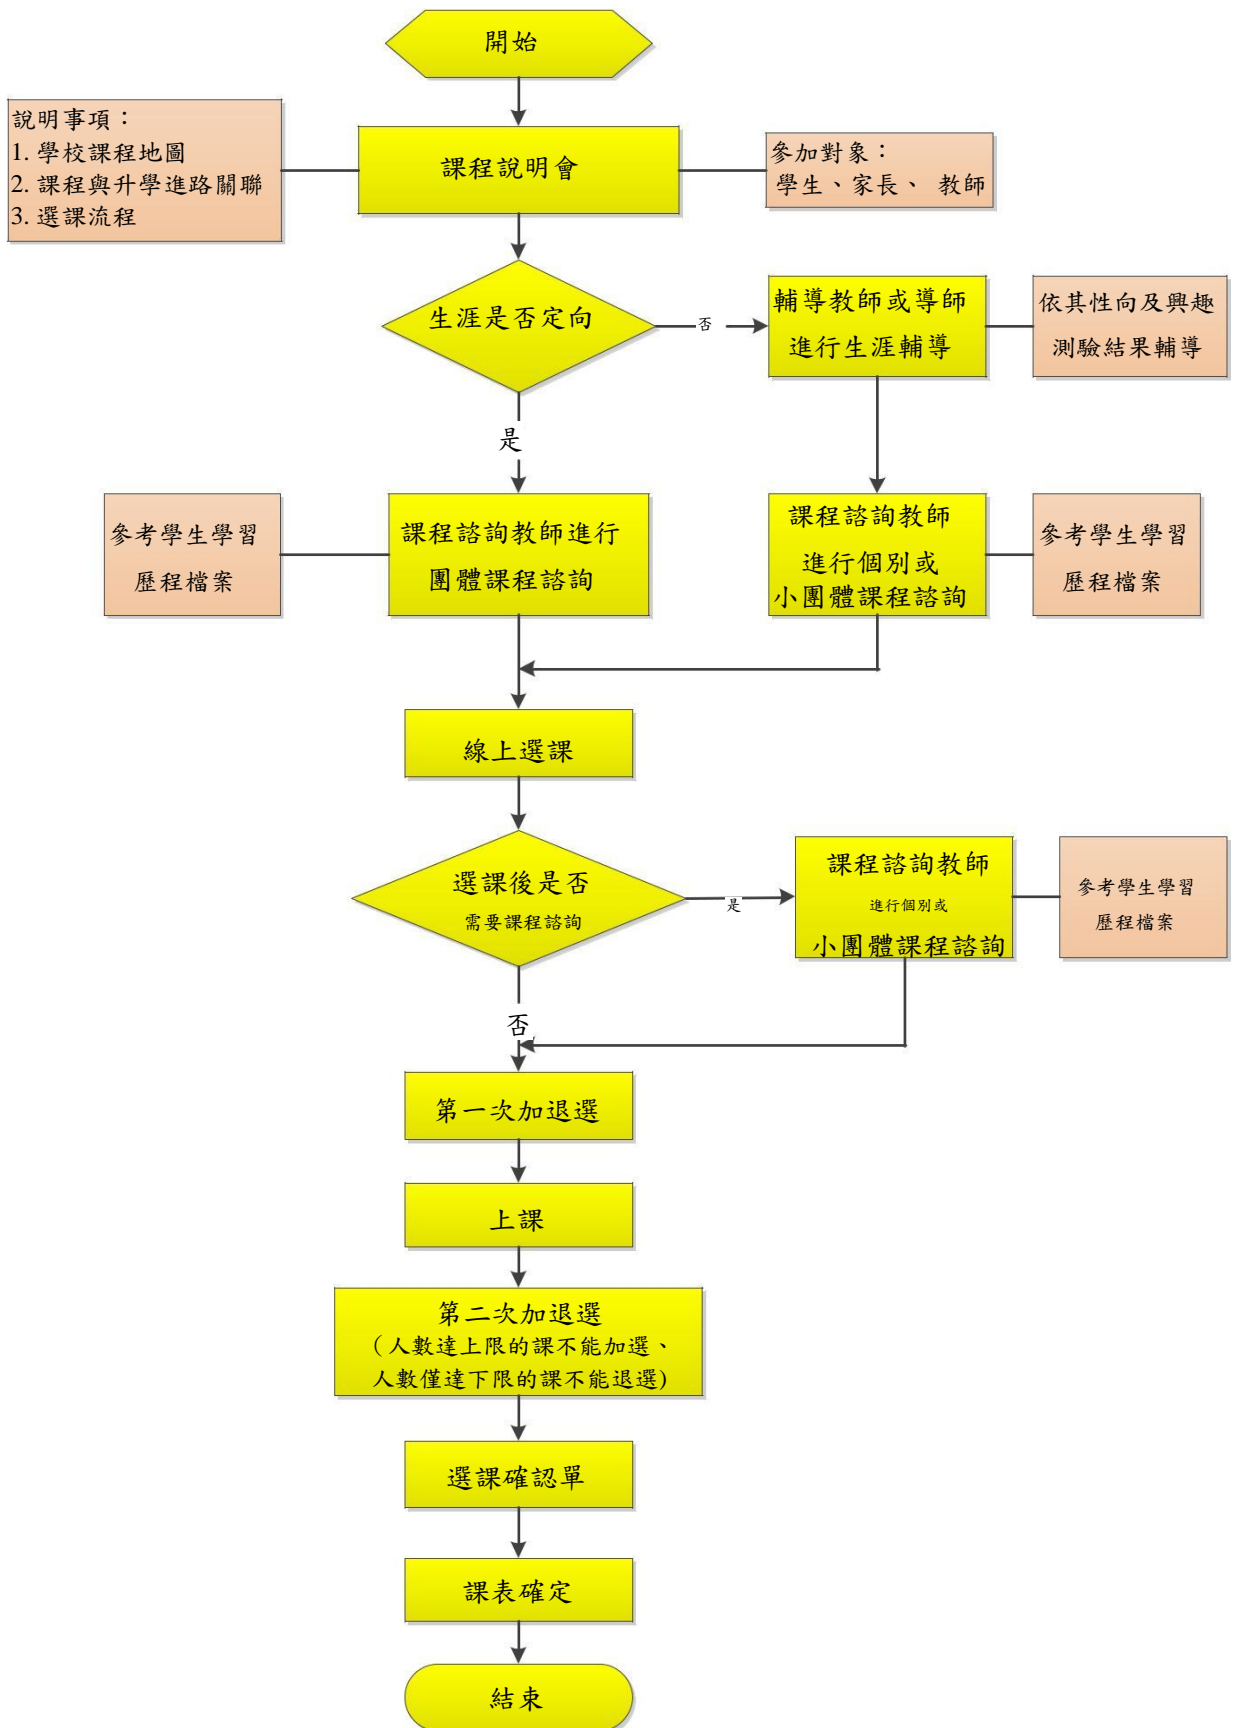 開始
說明事項：
1. 學校課程地圖
2. 課程與升學進路關聯
3. 選課流程
課程說明會
參加對象：
學生、家長、 教師
生涯是否定向
否
輔導教師或導師
進行生涯輔導
依其性向及興趣
測驗結果輔導
是
參考學生學習
歷程檔案
課程諮詢教師進行
團體課程諮詢
課程諮詢教師
進行個別或
小團體課程諮詢
參考學生學習
歷程檔案
線上選課
選課後是否
需要課程諮詢
是
課程諮詢教師
進行個別或
小團體課程諮詢
參考學生學習
歷程檔案
否
第一次加退選
上課
第二次加退選
（人數達上限的課不能加選、
人數僅達下限的課不能退選)
選課確認單
課表確定
結束